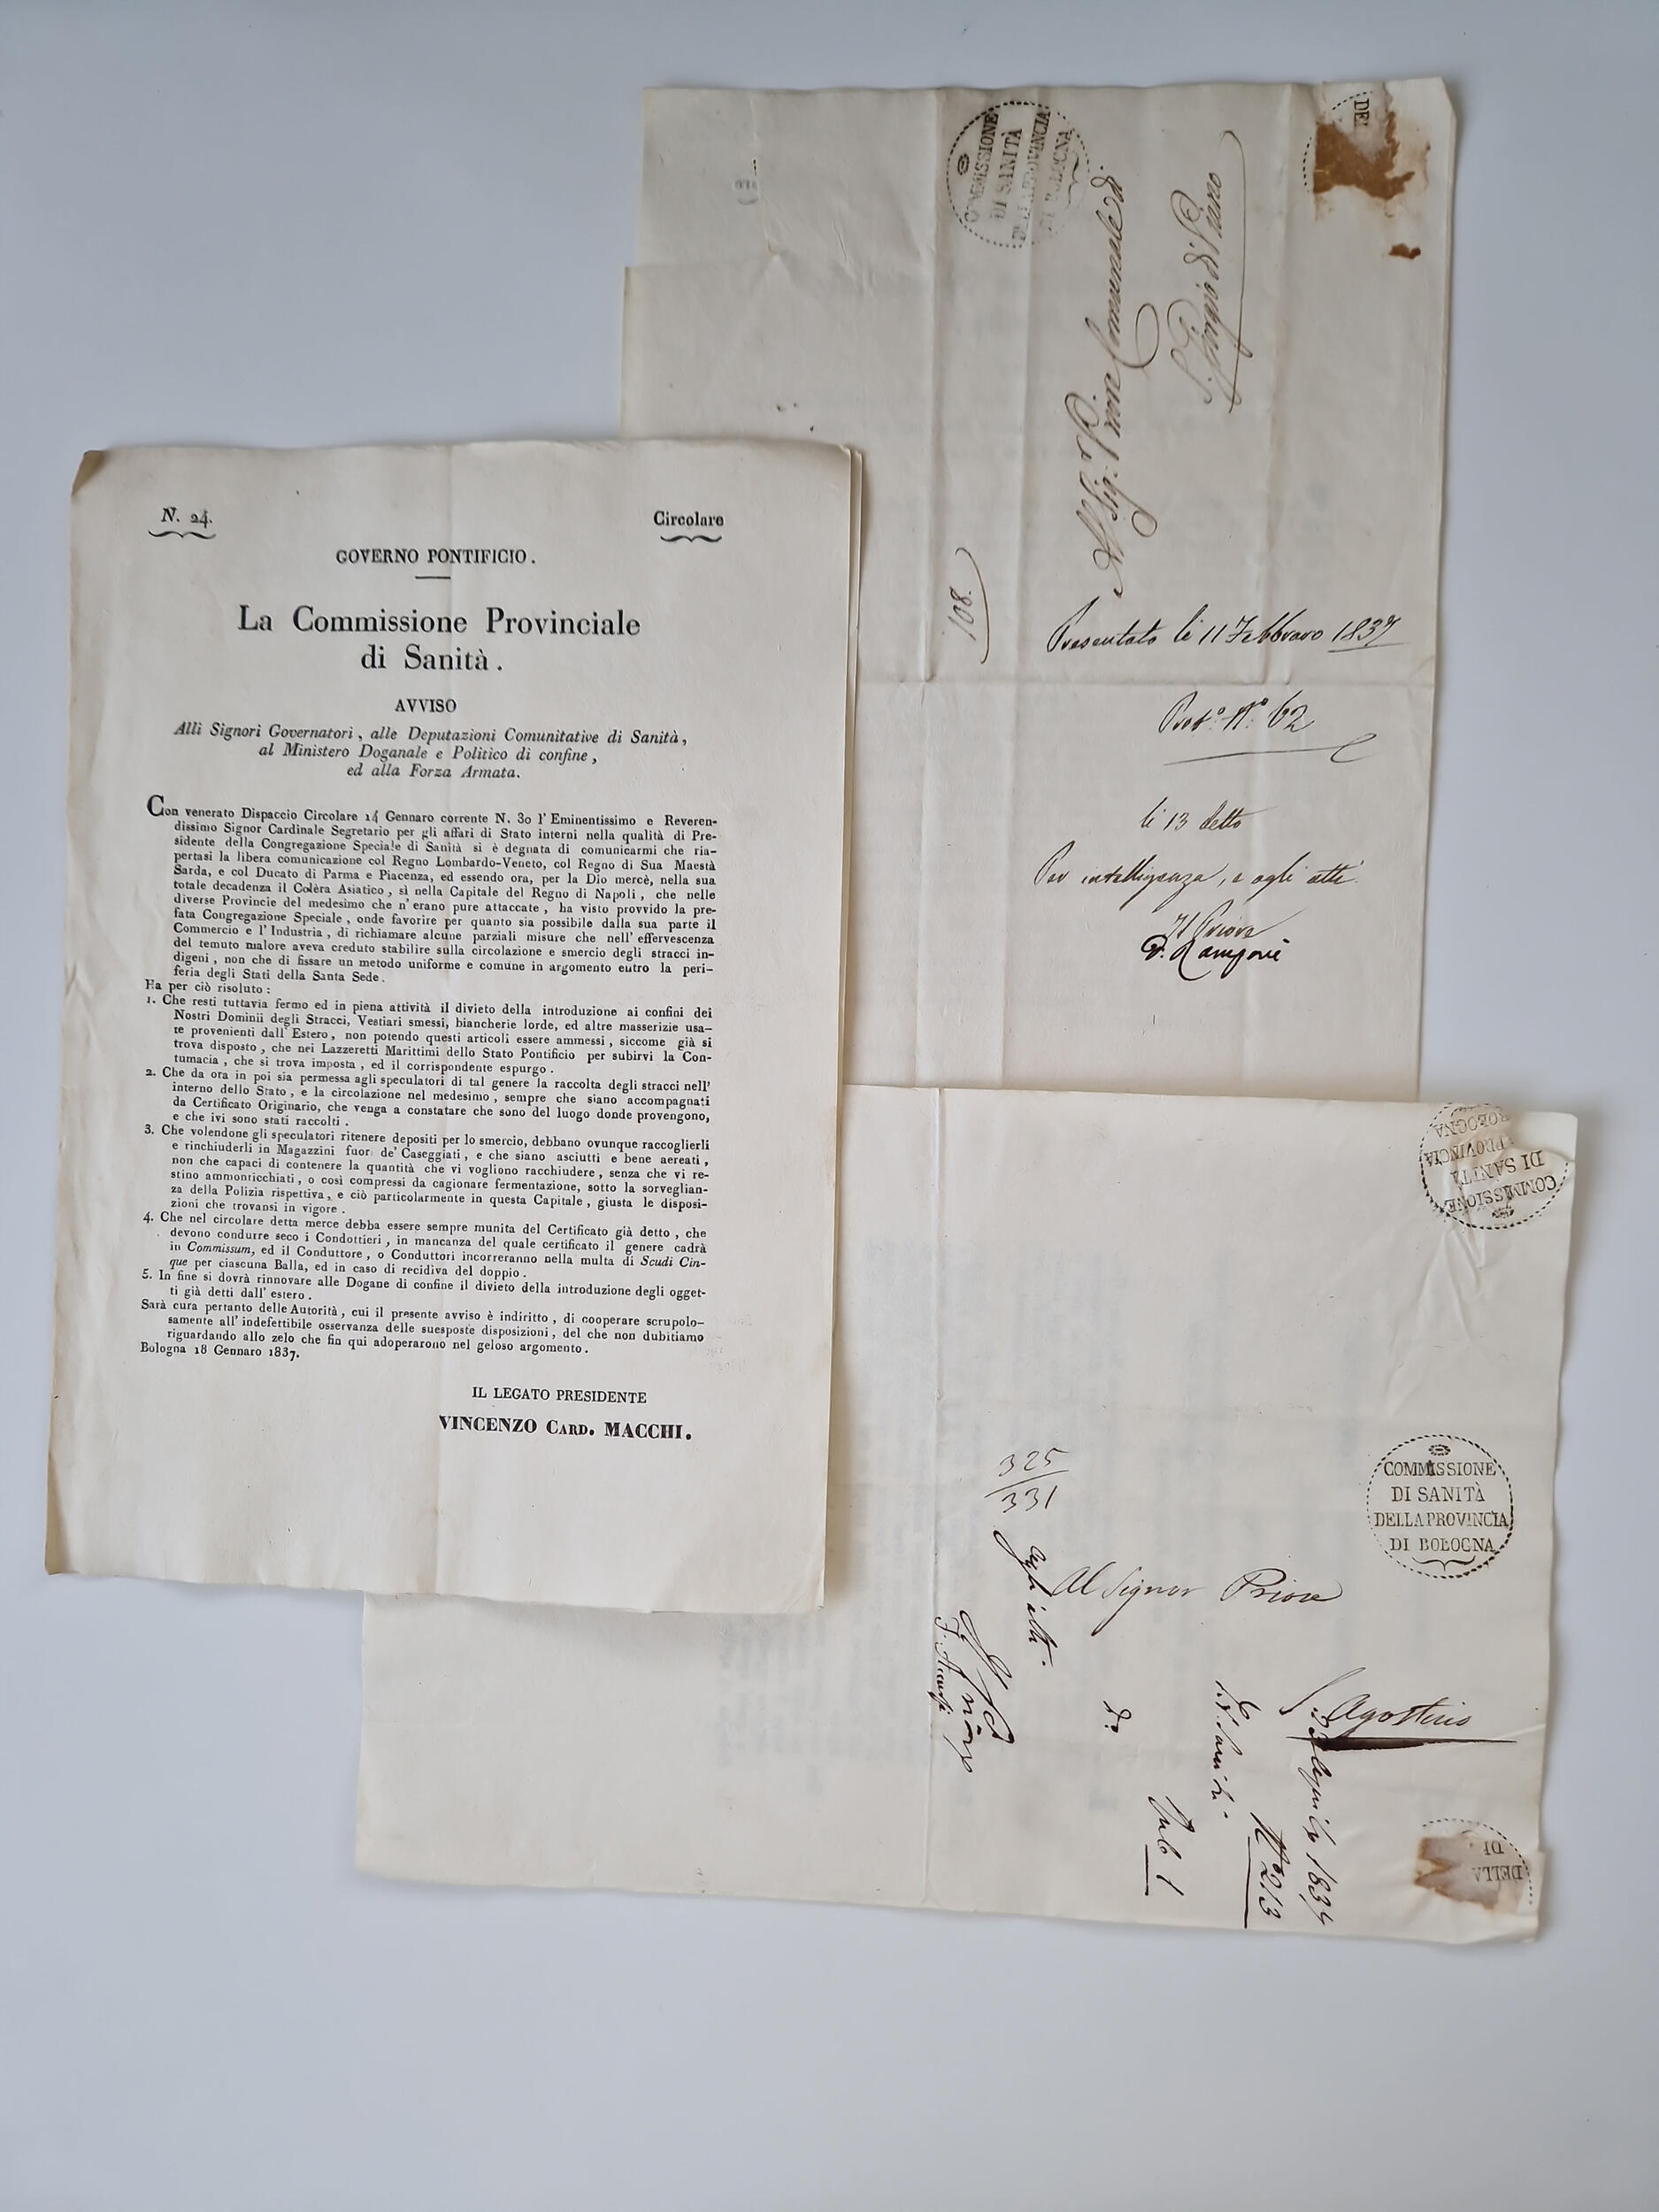 N. 24.
Circolare
GOVERNO PONTIFICIO.
La Commissione Provinciale
di Sanità.
AVVISO
Alli Signori Governatori, alle Deputazioni Comunitative di Sanità,
al Ministero Doganale e Politico di confine,
ed alla Forza Armata.
Con venerato Dispaccio Circolare 14 Gennaro corrente N. 30 l'Eminentissimo e Reveren-
dissimo Signor Cardinale Segretario per gli affari di Stato interni nella qualità di Pre-
sidente della Congregazione Speciale di Sanità si è degnata di comunicarmi che ria-
pertasi la libera comunicazione col Regno Lombardo-Veneto, col Regno di Sua Maestà
Sarda, e col Ducato di Parma e Piacenza, ed essendo ora, per la Dio mercè, nella sua
totale decadenza il Colèra Asiatico, sì nella Capitale del Regno di Napoli, che nelle
diverse Provincie del medesimo che n'erano pure attaccate, ha visto provvido la pre-
fata Congregazione Speciale, onde favorire per quanto sia possibile dalla sua parte il
Commercio e l'Industria, di richiamare alcune parziali misure che nell'effervescenza
del temuto malore aveva creduto stabilire sulla circolazione e smercio degli stracci in-
digeni, non che di fissare un metodo uniforme e comune in argomento entro la peri-
feria degli Stati della Santa Sede.
Ha per ciò risoluto:
1. Che resti tuttavia fermo ed in piena attività il divieto della introduzione ai confini dei
Nostri Dominii degli Stracci, Vestiari smessi, biancherie lorde, ed altre masserizie usa-
te provenienti dall'Estero, non potendo questi articoli essere ammessi, siccome già si
trova disposto, che nei Lazzeretti Marittimi dello Stato Pontificio per subirvi la Con-
tumacia, che si trova imposta, ed il corrispondente espurgo.
2. Che da ora in poi sia permessa agli speculatori di tal genere la raccolta degli stracci nell'
interno dello Stato, e la circolazione nel medesimo, sempre che siano accompagnati
da Certificato Originario, che venga a constatare che sono del luogo donde provengono,
e che ivi sono stati raccolti.
3. Che volendone gli speculatori ritenere depositi per lo smercio, debbano ovunque raccoglierli
e rinchiuderli in Magazzini fuori de' Caseggiati, e che siano asciutti e bene aereati,
non che capaci di contenere la quantità che vi vogliono racchiudere, senza che vi re-
stino ammonticchiati, o così compressi da cagionare fermentazione, sotto la sorveglian-
za della Polizia rispettiva, e ciò particolarmente in questa Capitale, giusta le disposi-
zioni che trovansi in vigore.
4. Che nel circolare detta merce debba essere sempre munita del Certificato già detto, che
devono condurre seco i Condottieri, in mancanza del quale certificato il genere cadrà
in Commissum, ed il Conduttore, o Conduttori incorreranno nella multa di Scudi Cin-
que per ciascuna Balla, ed in caso di recidiva del doppio.
5. In fine si dovrà rinnovare alle Dogane di confine il divieto della introduzione degli ogget-
ti già detti dall'estero.
Sarà cura pertanto delle Autorità, cui il presente avviso è indiritto, di cooperare scrupolo-
samente all'indefettibile osservanza delle suesposte disposizioni, del che non dubitiamo
riguardando allo zelo che fin qui adoperarono nel geloso argomento.
Bologna 18 Gennaro 1837.
IL LEGATO PRESIDENTE
VINCENZO CARD. MACCHI.
COMMISSIONE
DI SANITÀ
DELLA PROVINCIA
DI BOLOGNA
DE
801
Presentato li 11 Febbraro 1837
Prot.º Nº 62
li 13 detto
Per intelligenza, e agli atti
Il Priore
COMMISSIONE
DI SANITÀ
PROVINCIA
BOLOGNA
COMMISSIONE
DI SANITÀ
DELLA PROVINCIA
DI BOLOGNA
325
331
agli atti.
Al Signor Priore
Di
S. Agostino
Nº 213
DELLA
DI